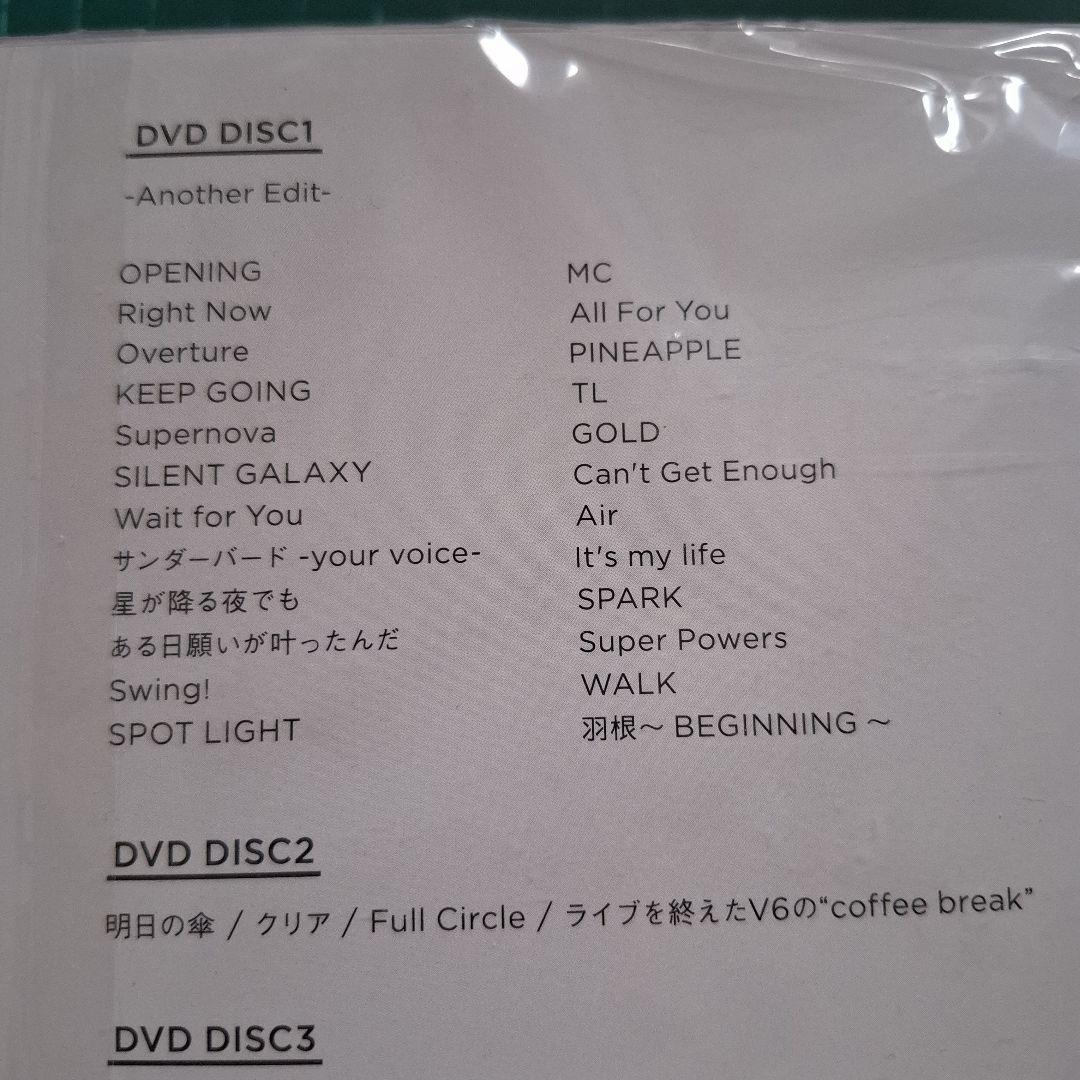 DVD DISC1
-Another Edit-
OPENING
Right Now
Overture
KEEP GOING
Supernova
SILENT GALAXY
Wait for You
サンダーバード -your voice-
星が降る夜でも
ある日願いが叶ったんだ
Swing!
SPOT LIGHT
MC
All For You
PINEAPPLE
TL
GOLD
Can't Get Enough
Air
It's my life
SPARK
Super Powers
WALK
羽根～ BEGINNING ～
DVD DISC2
明日の傘 / クリア / Full Circle / ライブを終えたV6の“coffee break”
DVD DISC3